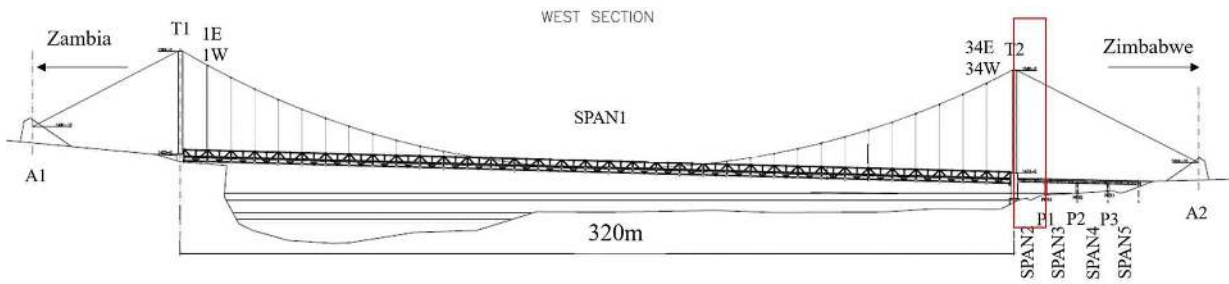 WEST SECTION
Zambia
T1
1E
1W
34E T2
34W
Zimbabwe
SPAN1
A1
320m
P1 P2 P3
A2
SPAN2
SPAN3
SPAN4
SPAN5